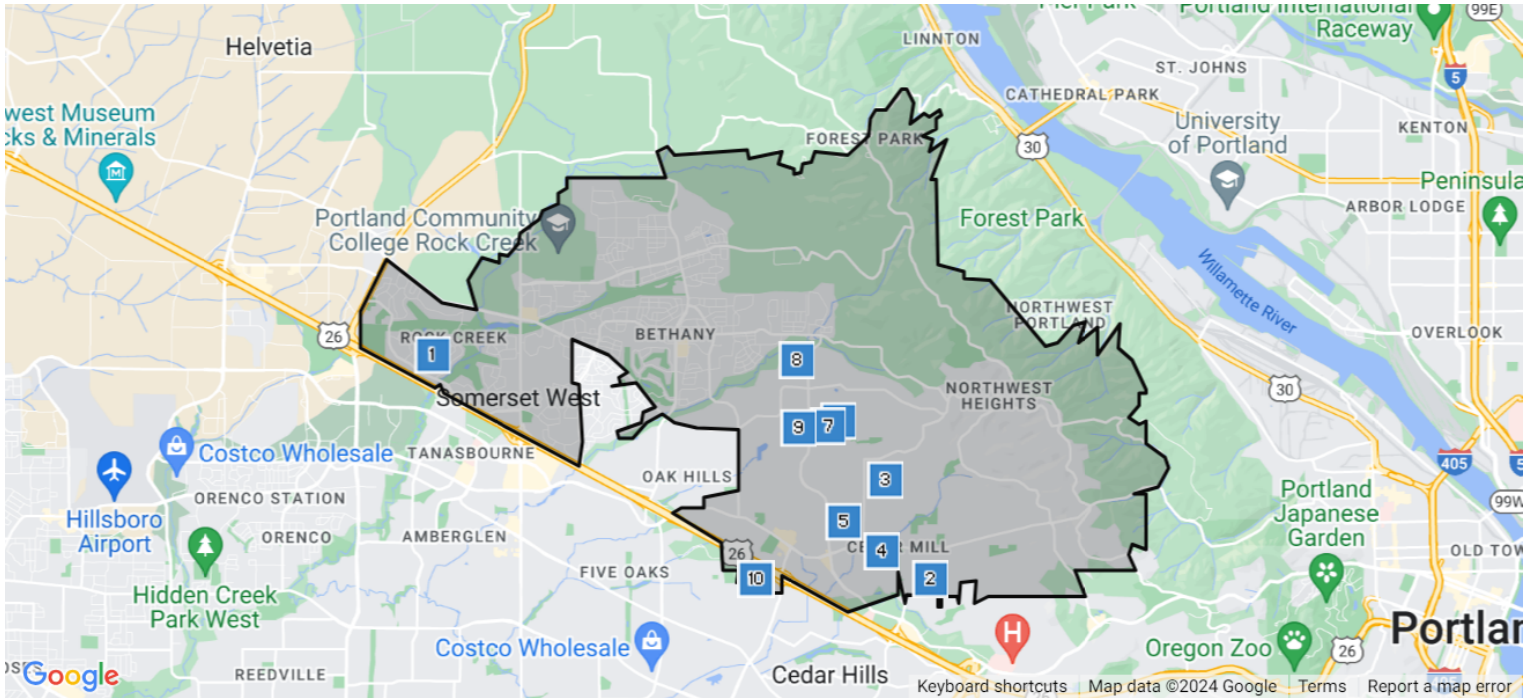 Pier Park
Portland International
Raceway
99E
Helvetia
LINNTON
ST. JOHNS
5
CATHEDRAL PARK
west Museum
cks & Minerals
University
of Portland
KENTON
FOREST PARK
30
Peninsula
ARBOR LODGE
Portland Community
College Rock Creek
Forest Park
Willamette River
NORTHWEST
PORTLAND
26
ROCK CREEK
BETHANY
OVERLOOK
1
8
Somerset West
NORTHWEST
HEIGHTS
30
9
7
Costco Wholesale
TANASBOURNE
405
5
OAK HILLS
3
ORENCO STATION
Portland
Japanese
Garden
99W
Hillsboro
Airport
ORENCO
AMBERGLEN
5
26
CEDAR MILL
4
OLD TOW
FIVE OAKS
10
2
Hidden Creek
Park West
Costco Wholesale
H
Oregon Zoo
26
Portlan
405
Google
REEDVILLE
Cedar Hills
Keyboard shortcuts
Map data ©2024 Google
Terms
Report a map error